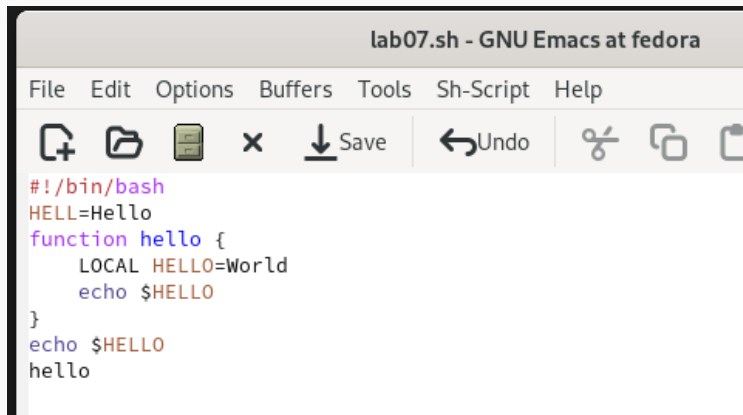 lab07.sh - GNU Emacs at fedora
File Edit Options Buffers Tools Sh-Script Help
Save Undo
#!/bin/bash
HELL=Hello
function hello {
    LOCAL HELLO=World
    echo $HELLO
}
echo $HELLO
hello